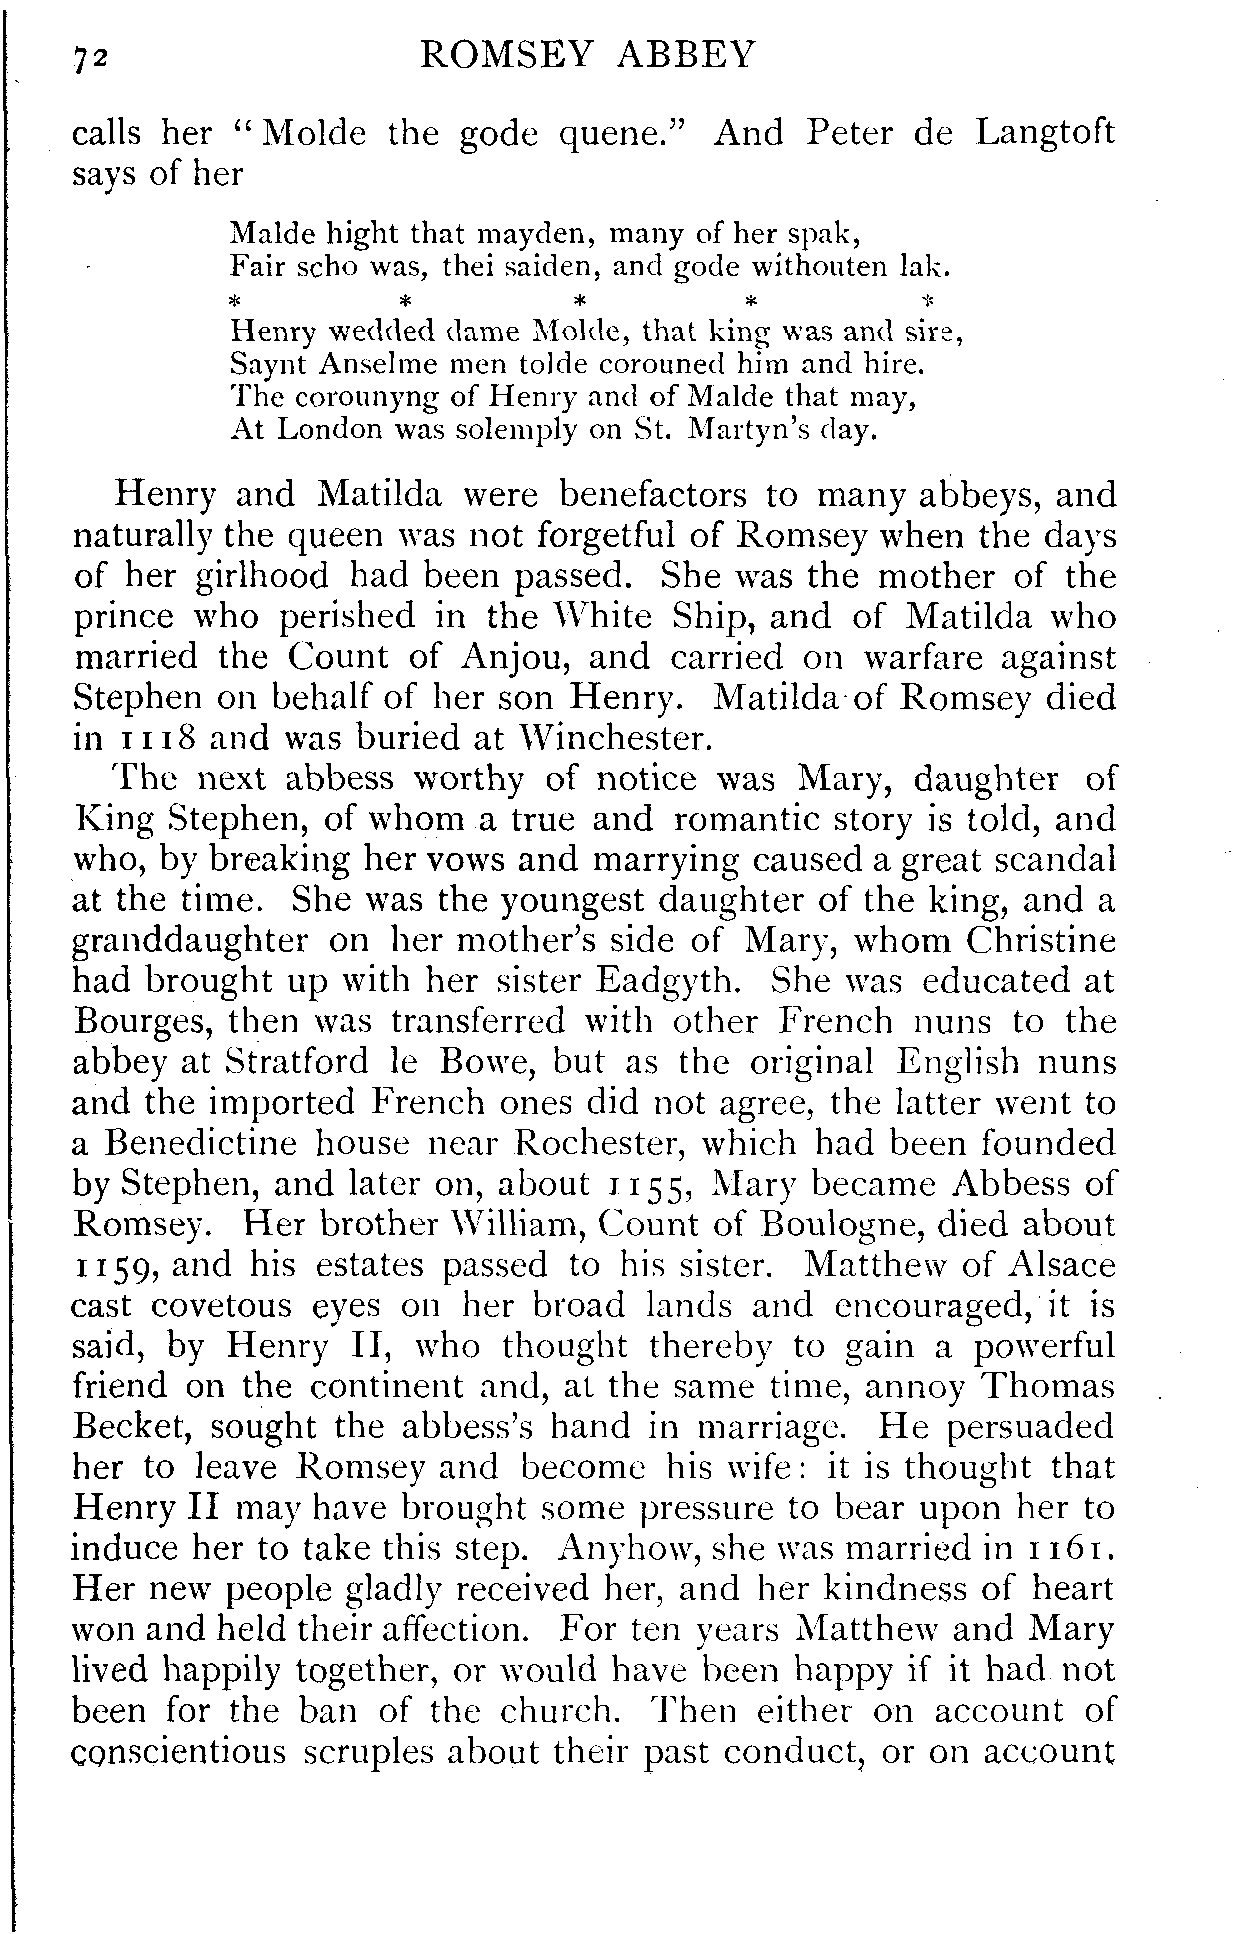 72 ROMSEY ABBEY
calls her “Molde the gode quene.” And Peter de Langtoft
says of her
Malde hight that mayden, many of her spak,
Fair scho was, thei saiden, and gode withouten lak.
* * * * *
Henry wedded dame Molde, that king was and sire,
Saynt Anselme men tolde corouned him and hire.
The corounyng of Henry and of Malde that may,
At London was solemply on St. Martyn's day.
Henry and Matilda were benefactors to many abbeys, and
naturally the queen was not forgetful of Romsey when the days
of her girlhood had been passed. She was the mother of the
prince who perished in the White Ship, and of Matilda who
married the Count of Anjou, and carried on warfare against
Stephen on behalf of her son Henry. Matilda of Romsey died
in 1118 and was buried at Winchester.
The next abbess worthy of notice was Mary, daughter of
King Stephen, of whom a true and romantic story is told, and
who, by breaking her vows and marrying caused a great scandal
at the time. She was the youngest daughter of the king, and a
granddaughter on her mother's side of Mary, whom Christine
had brought up with her sister Eadgyth. She was educated at
Bourges, then was transferred with other French nuns to the
abbey at Stratford le Bowe, but as the original English nuns
and the imported French ones did not agree, the latter went to
a Benedictine house near Rochester, which had been founded
by Stephen, and later on, about 1155, Mary became Abbess of
Romsey. Her brother William, Count of Boulogne, died about
1159, and his estates passed to his sister. Matthew of Alsace
cast covetous eyes on her broad lands and encouraged, it is
said, by Henry II, who thought thereby to gain a powerful
friend on the continent and, at the same time, annoy Thomas
Becket, sought the abbess's hand in marriage. He persuaded
her to leave Romsey and become his wife: it is thought that
Henry II may have brought some pressure to bear upon her to
induce her to take this step. Anyhow, she was married in 1161.
Her new people gladly received her, and her kindness of heart
won and held their affection. For ten years Matthew and Mary
lived happily together, or would have been happy if it had not
been for the ban of the church. Then either on account of
conscientious scruples about their past conduct, or on account